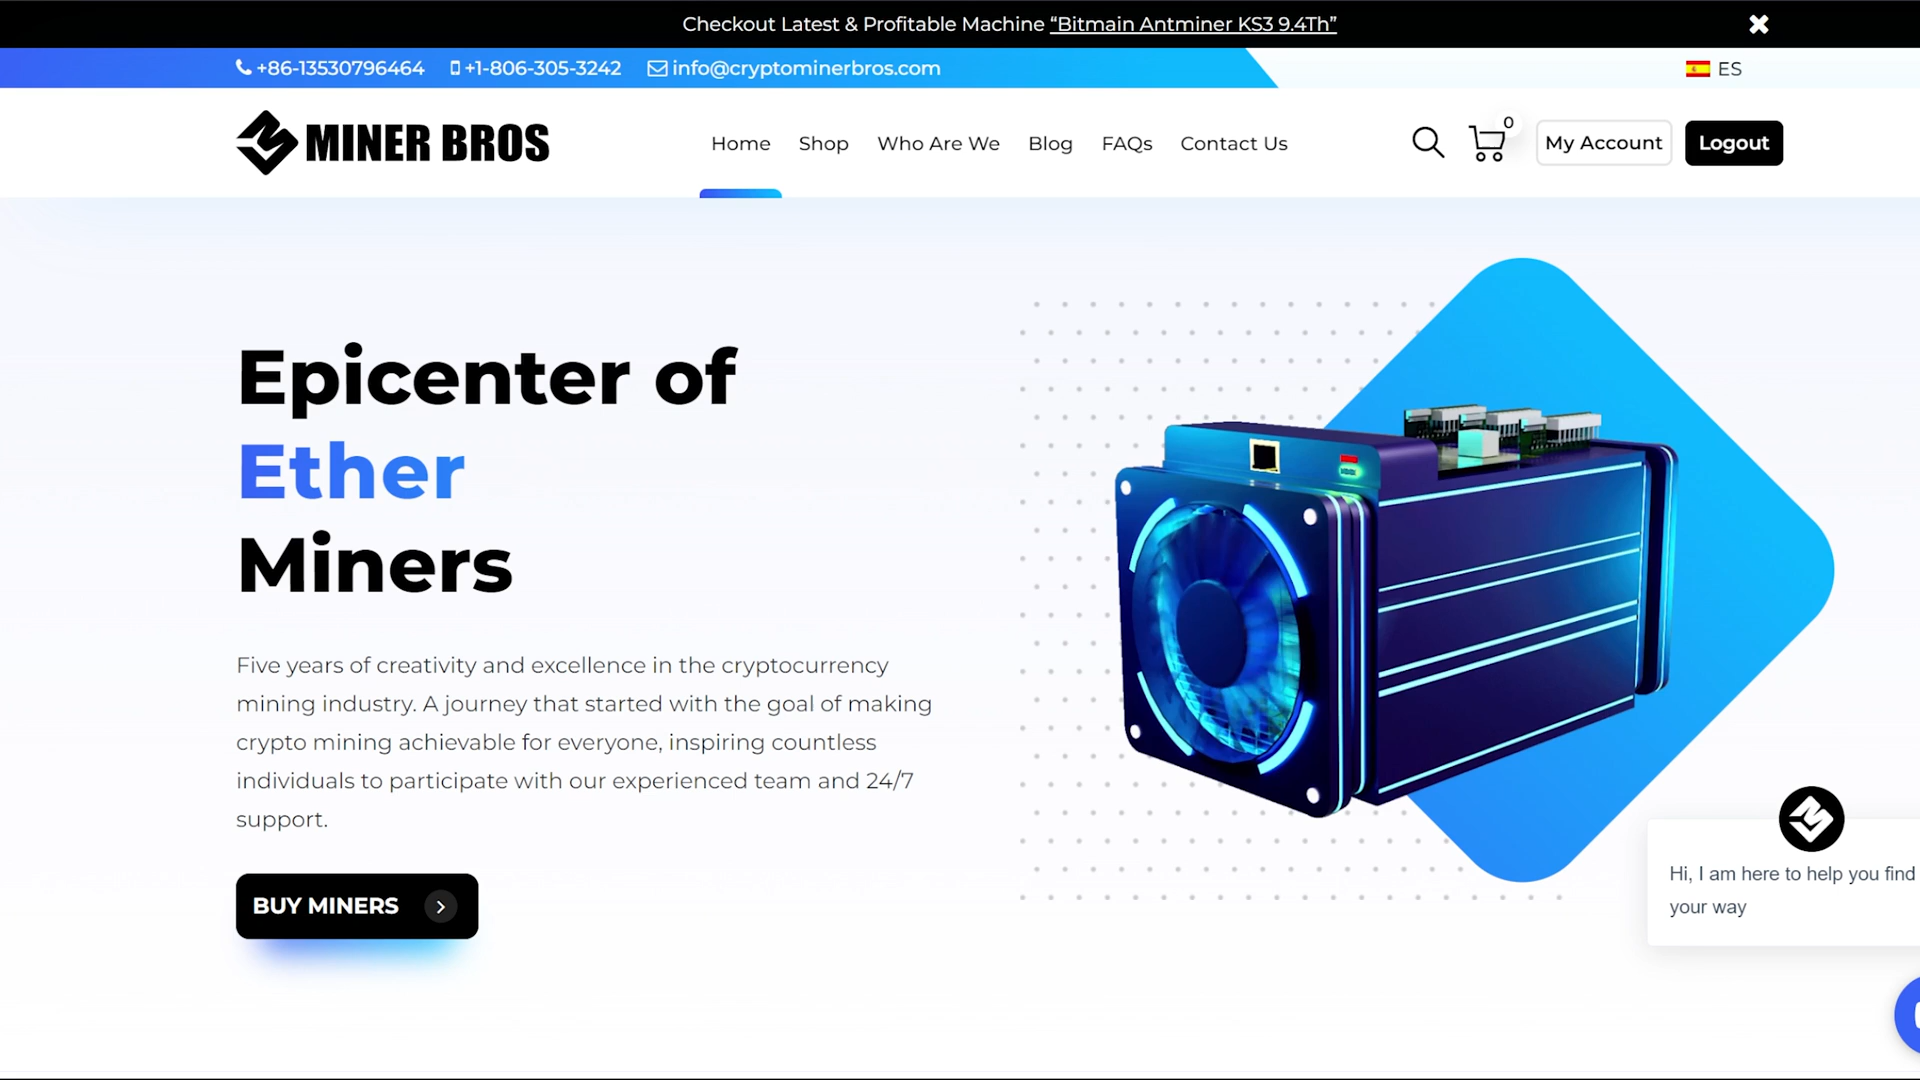 Checkout Latest & Profitable Machine “Bitmain Antminer KS3 9.4Th”
+86-13530796464 +1-806-305-3242 info@cryptominerbros.com ES
MINER BROS Home Shop Who Are We Blog FAQs Contact Us 0 My Account Logout
Epicenter of
Ether
Miners
Five years of creativity and excellence in the cryptocurrency
mining industry. A journey that started with the goal of making
crypto mining achievable for everyone, inspiring countless
individuals to participate with our experienced team and 24/7
support.
BUY MINERS
Hi, I am here to help you find
your way